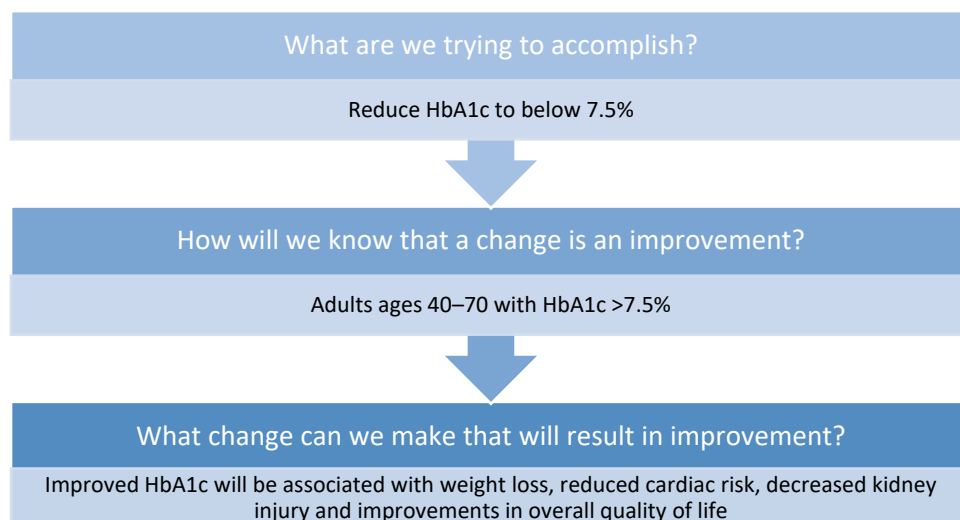 What are we trying to accomplish?
Reduce HbA1c to below 7.5%
How will we know that a change is an improvement?
Adults ages 40–70 with HbA1c >7.5%
What change can we make that will result in improvement?
Improved HbA1c will be associated with weight loss, reduced cardiac risk, decreased kidney
injury and improvements in overall quality of life